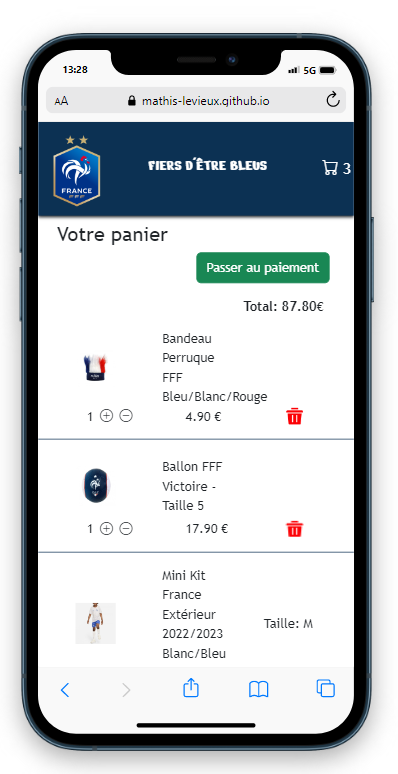 13:28
5G
AA
mathis-levieux.github.io
FRANCE
FIERS D'ÊTRE BLEUS
3
Votre panier
Passer au paiement
Total: 87.80€
Bandeau
Perruque
FFF
Bleu/Blanc/Rouge
1
4.90 €
Ballon FFF
Victoire -
Taille 5
1
17.90 €
Mini Kit
France
Extérieur
2022/2023
Blanc/Bleu
Taille: M